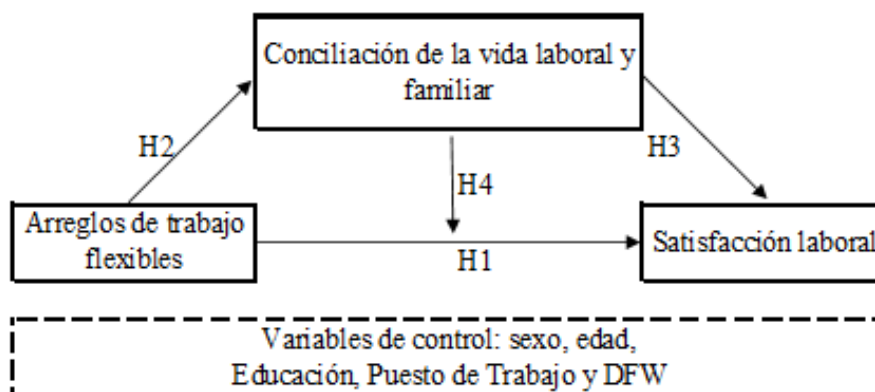 Conciliación de la vida laboral y
familiar
H2
H3
H4
Arreglos de trabajo
flexibles
H1
Satisfacción laboral
Variables de control: sexo, edad,
Educación, Puesto de Trabajo y DFW